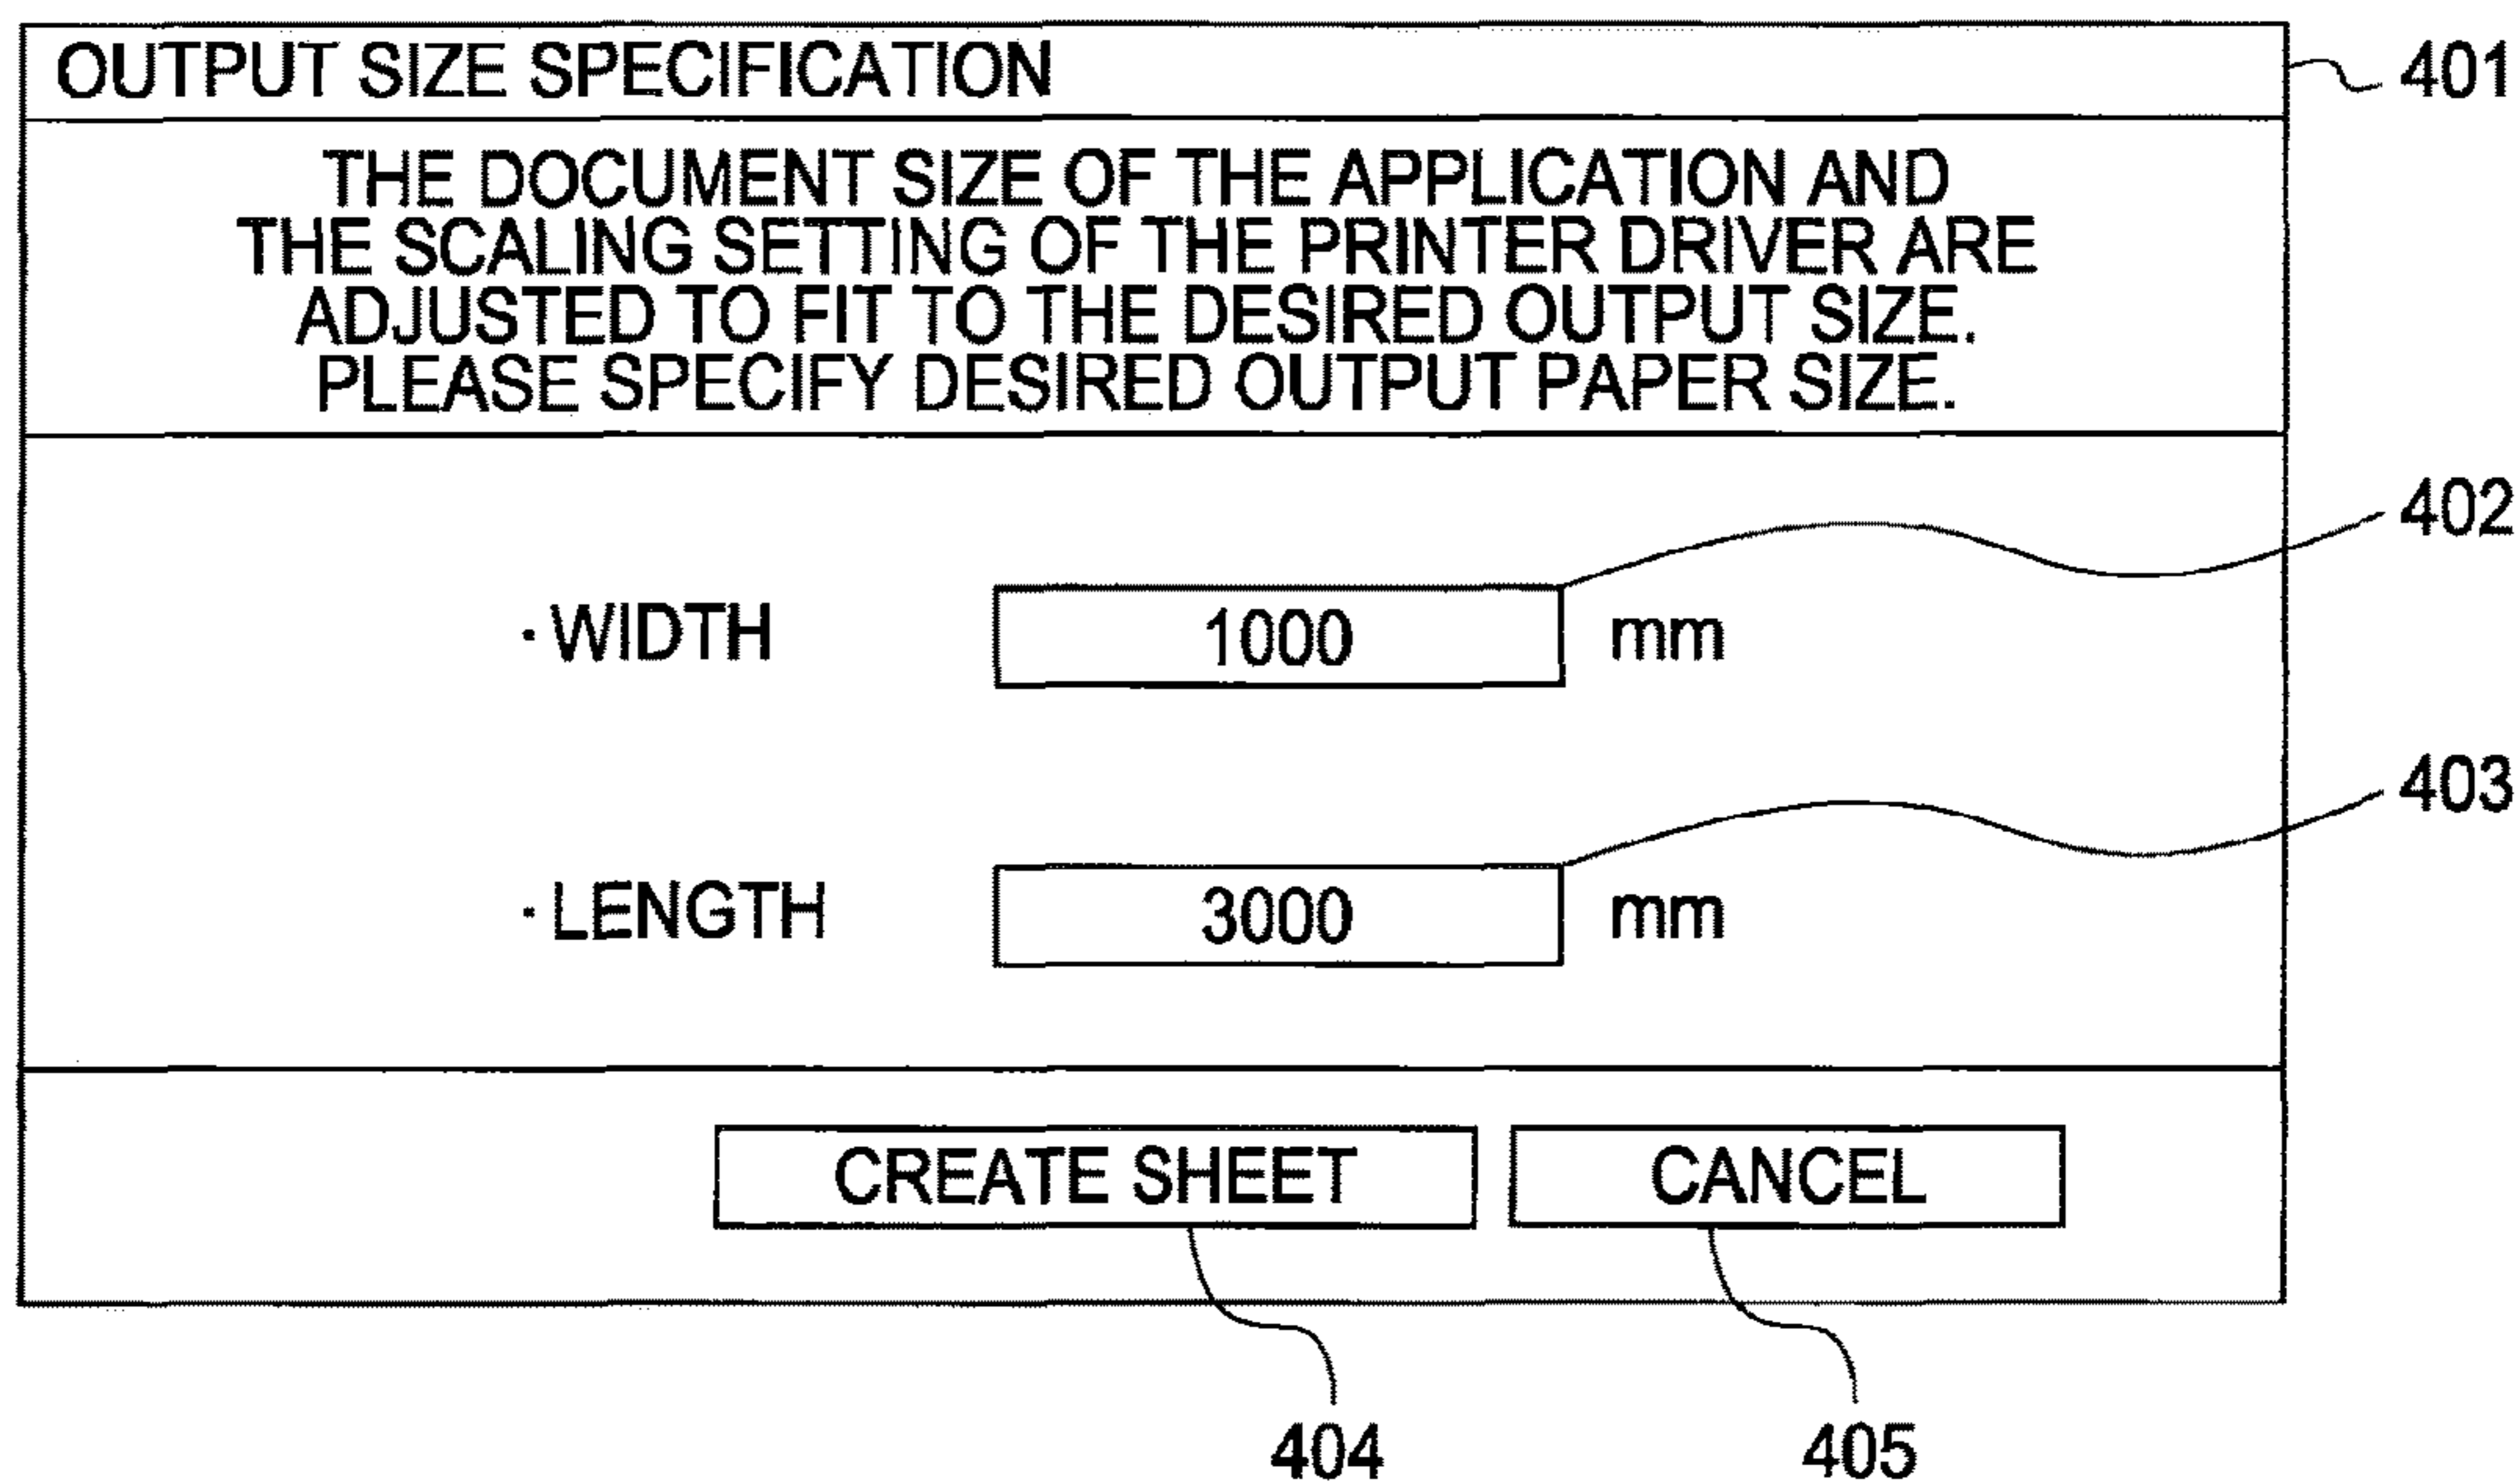 OUTPUT SIZE SPECIFICATION
401
THE DOCUMENT SIZE OF THE APPLICATION AND
THE SCALING SETTING OF THE PRINTER DRIVER ARE
ADJUSTED TO FIT TO THE DESIRED OUTPUT SIZE.
PLEASE SPECIFY DESIRED OUTPUT PAPER SIZE.
402
· WIDTH 1000 mm
403
· LENGTH 3000 mm
CREATE SHEET CANCEL
404 405